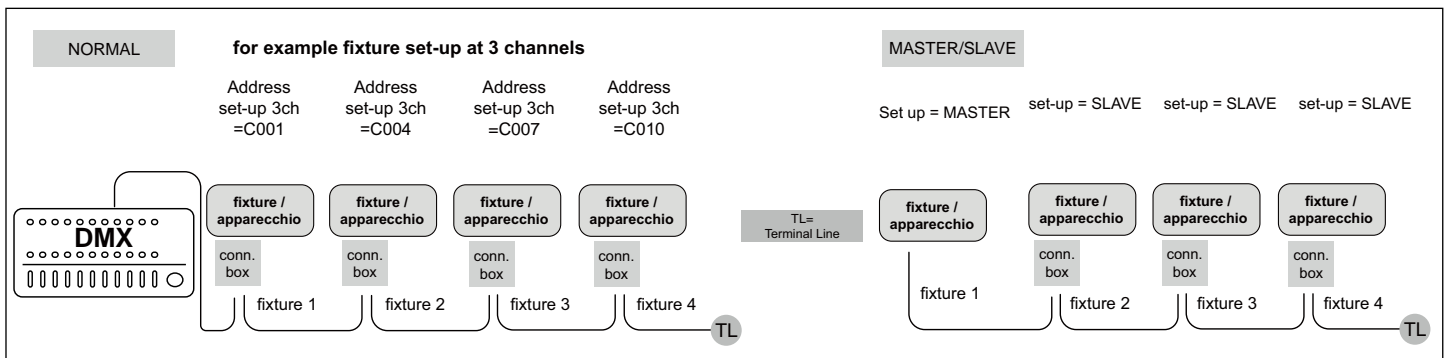 NORMAL
for example fixture set-up at 3 channels
Address
set-up 3ch
=C001
Address
set-up 3ch
=C004
Address
set-up 3ch
=C007
Address
set-up 3ch
=C010
DMX
fixture /
apparecchio
fixture /
apparecchio
fixture /
apparecchio
fixture /
apparecchio
conn.
box
conn.
box
conn.
box
conn.
box
fixture 1
fixture 2
fixture 3
fixture 4
TL
TL=
Terminal Line
MASTER/SLAVE
Set up = MASTER
set-up = SLAVE
set-up = SLAVE
set-up = SLAVE
fixture /
apparecchio
fixture /
apparecchio
fixture /
apparecchio
fixture /
apparecchio
conn.
box
conn.
box
conn.
box
fixture 1
fixture 2
fixture 3
fixture 4
TL